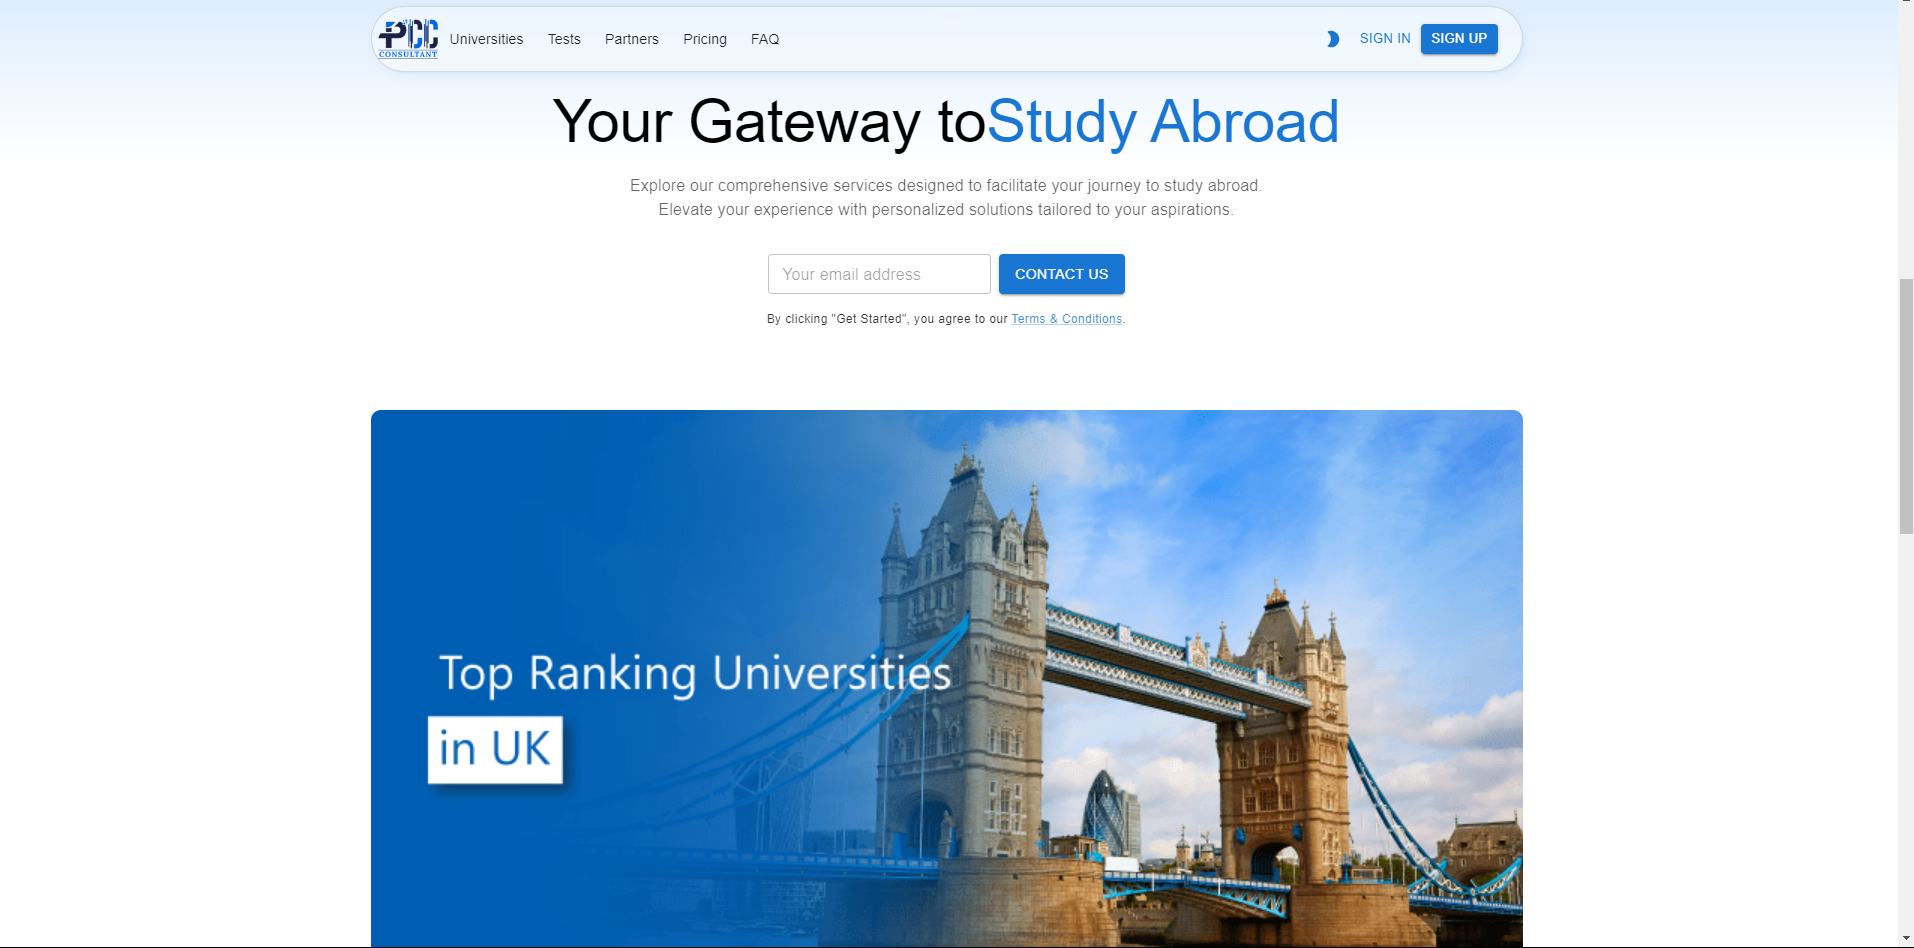 PCC
CONSULTANT
Universities
Tests
Partners
Pricing
FAQ
SIGN IN
SIGN UP
Your Gateway toStudy Abroad
Explore our comprehensive services designed to facilitate your journey to study abroad.
Elevate your experience with personalized solutions tailored to your aspirations.
Your email address
CONTACT US
By clicking "Get Started", you agree to our Terms & Conditions.
Top Ranking Universities
in UK